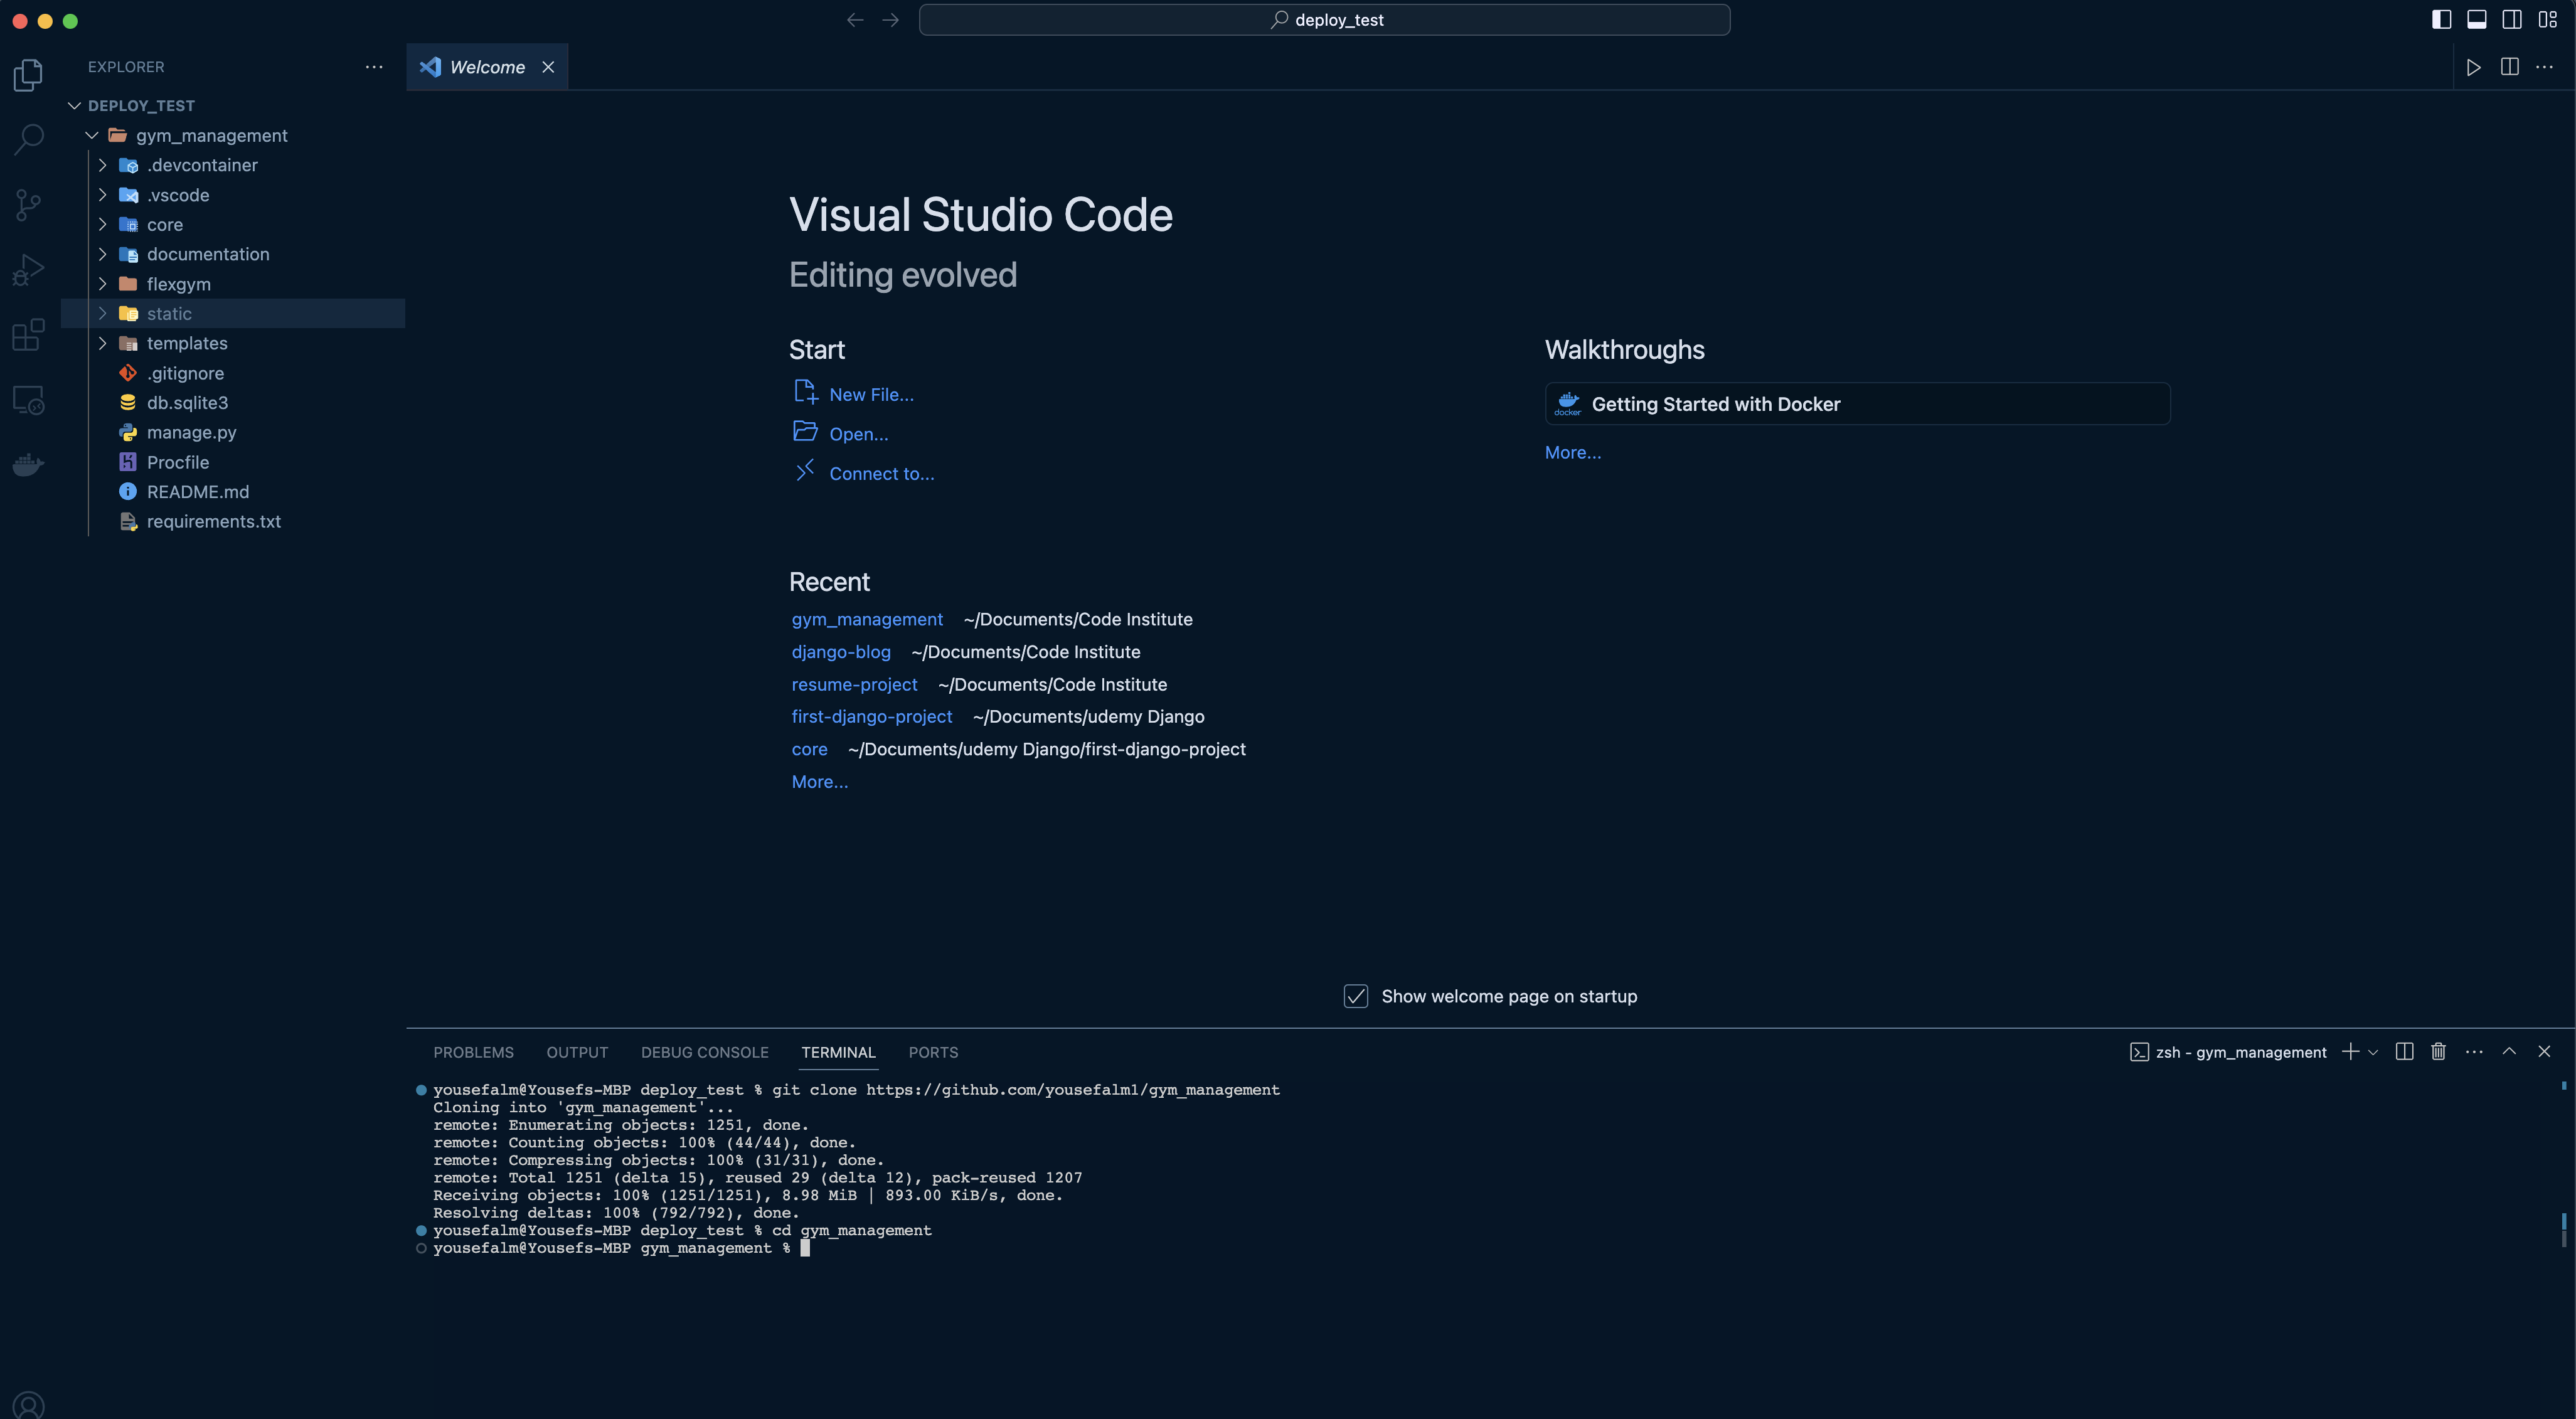 deploy_test
EXPLORER
Welcome
DEPLOY_TEST
gym_management
.devcontainer
.vscode
core
documentation
flexgym
static
templates
.gitignore
db.sqlite3
manage.py
Procfile
README.md
requirements.txt
Visual Studio Code
Editing evolved
Start
New File...
Open...
Connect to...
Walkthroughs
docker
Getting Started with Docker
More...
Recent
gym_management ~/Documents/Code Institute
django-blog ~/Documents/Code Institute
resume-project ~/Documents/Code Institute
first-django-project ~/Documents/udemy Django
core ~/Documents/udemy Django/first-django-project
More...
Show welcome page on startup
PROBLEMS OUTPUT DEBUG CONSOLE TERMINAL PORTS
zsh - gym_management
yousefalm@Yousefs-MBP deploy_test % git clone https://github.com/yousefalm1/gym_management
Cloning into 'gym_management'...
remote: Enumerating objects: 1251, done.
remote: Counting objects: 100% (44/44), done.
remote: Compressing objects: 100% (31/31), done.
remote: Total 1251 (delta 15), reused 29 (delta 12), pack-reused 1207
Receiving objects: 100% (1251/1251), 8.98 MiB | 893.00 KiB/s, done.
Resolving deltas: 100% (792/792), done.
yousefalm@Yousefs-MBP deploy_test % cd gym_management
yousefalm@Yousefs-MBP gym_management %